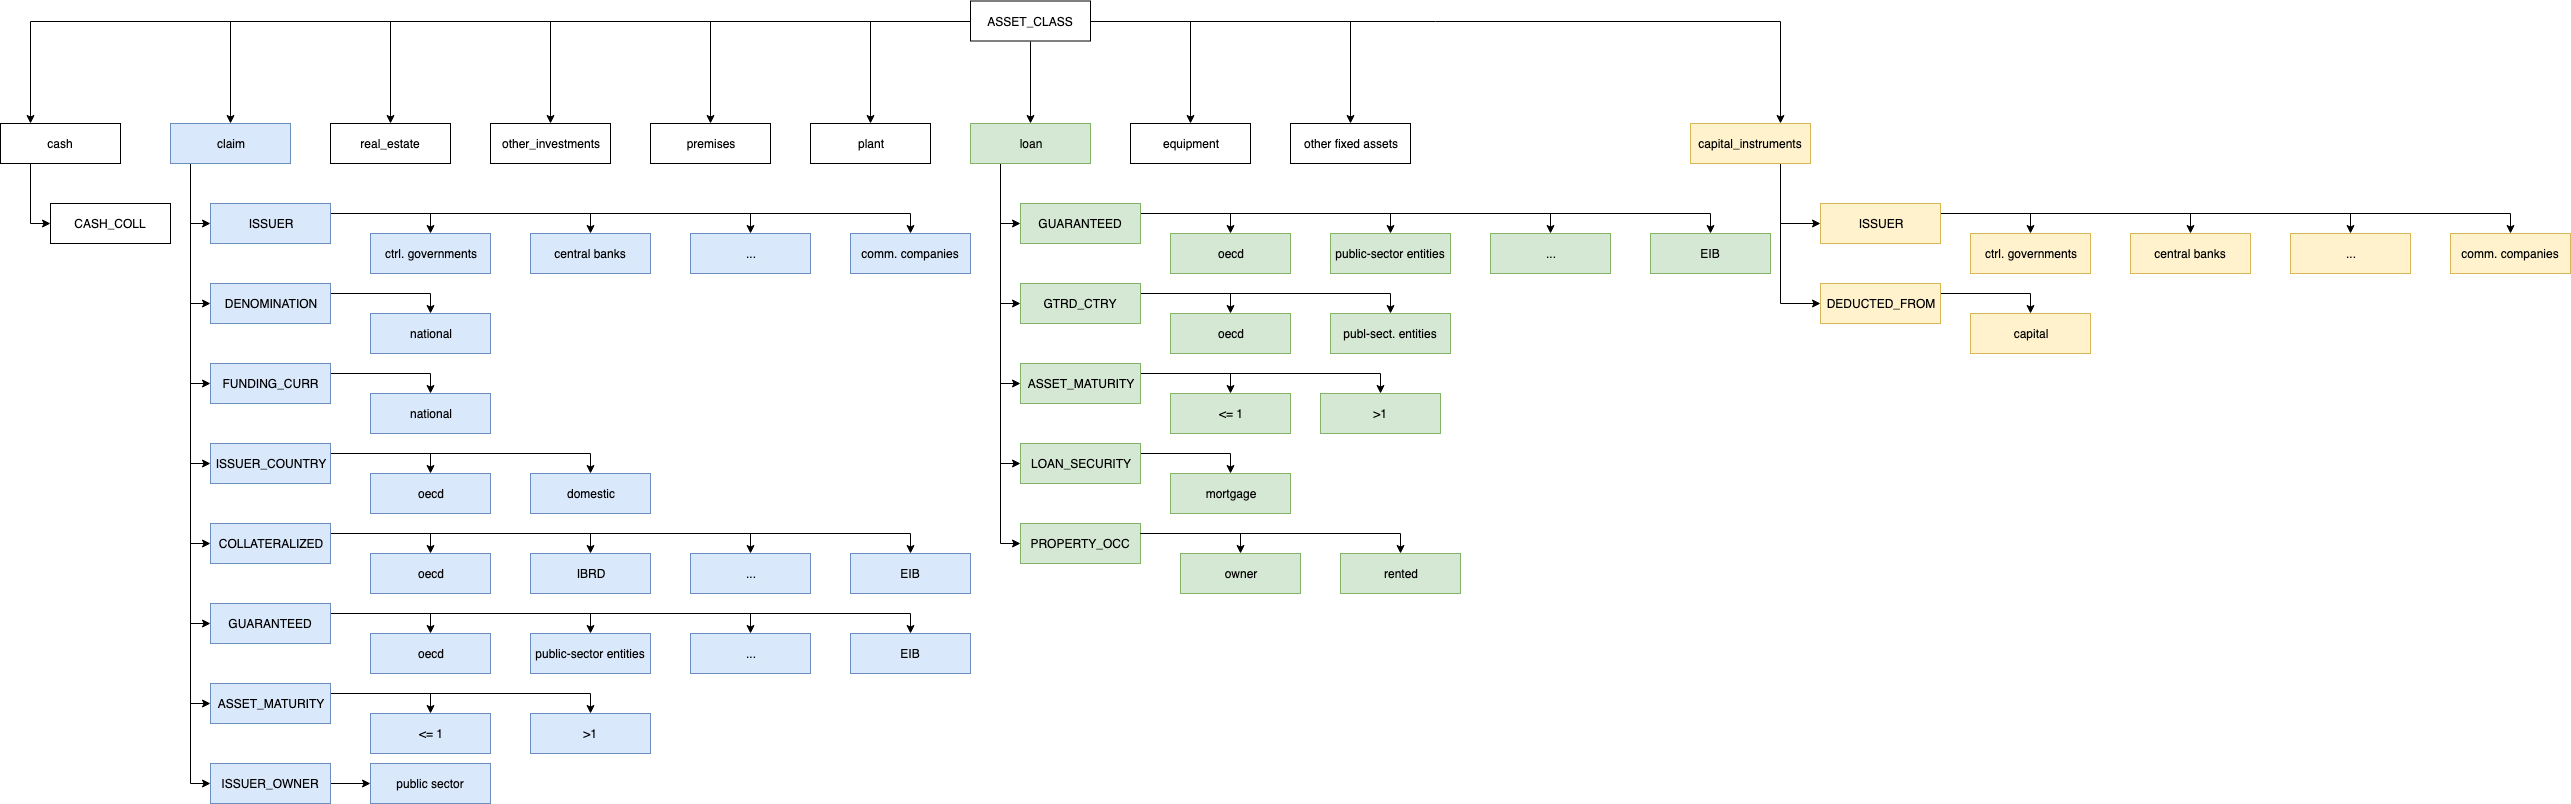 ASSET_CLASS
cash
claim
real_estate
other_investments
premises
plant
loan
equipment
other fixed assets
capital_instruments
CASH_COLL
ISSUER
ctrl. governments
central banks
...
comm. companies
DENOMINATION
national
FUNDING_CURR
national
ISSUER_COUNTRY
oecd
domestic
COLLATERALIZED
oecd
IBRD
...
EIB
GUARANTEED
oecd
public-sector entities
...
EIB
ASSET_MATURITY
<= 1
>1
ISSUER_OWNER
public sector
GUARANTEED
oecd
public-sector entities
...
EIB
GTRD_CTRY
oecd
publ-sect. entities
ASSET_MATURITY
<= 1
>1
LOAN_SECURITY
mortgage
PROPERTY_OCC
owner
rented
ISSUER
ctrl. governments
central banks
...
comm. companies
DEDUCTED_FROM
capital